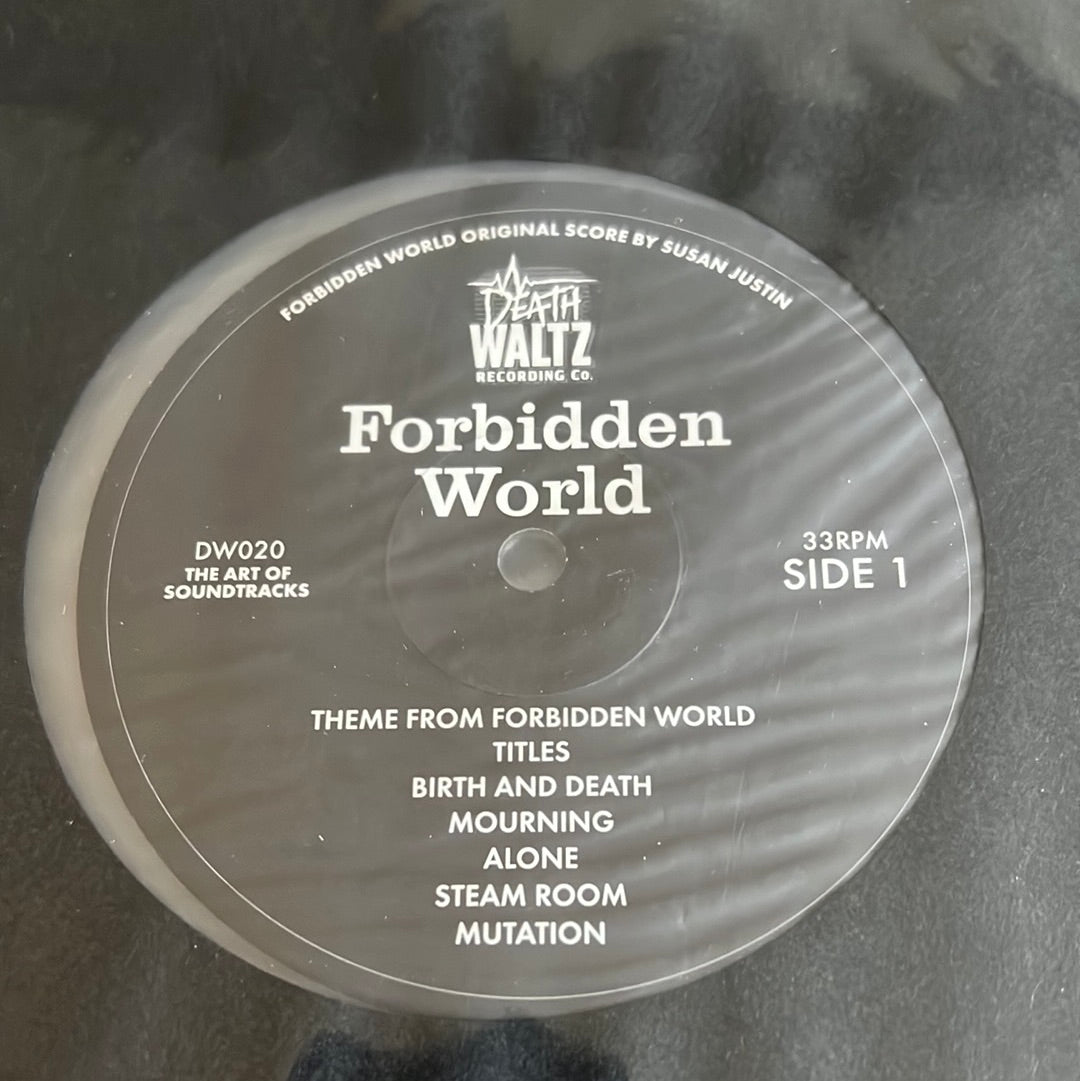 FORBIDDEN WORLD ORIGINAL SCORE BY SUSAN JUSTIN
DEATH
WALTZ
RECORDING CO.
Forbidden
World
DW020
THE ART OF
SOUNDTRACKS
33RPM
SIDE 1
THEME FROM FORBIDDEN WORLD
TITLES
BIRTH AND DEATH
MOURNING
ALONE
STEAM ROOM
MUTATION